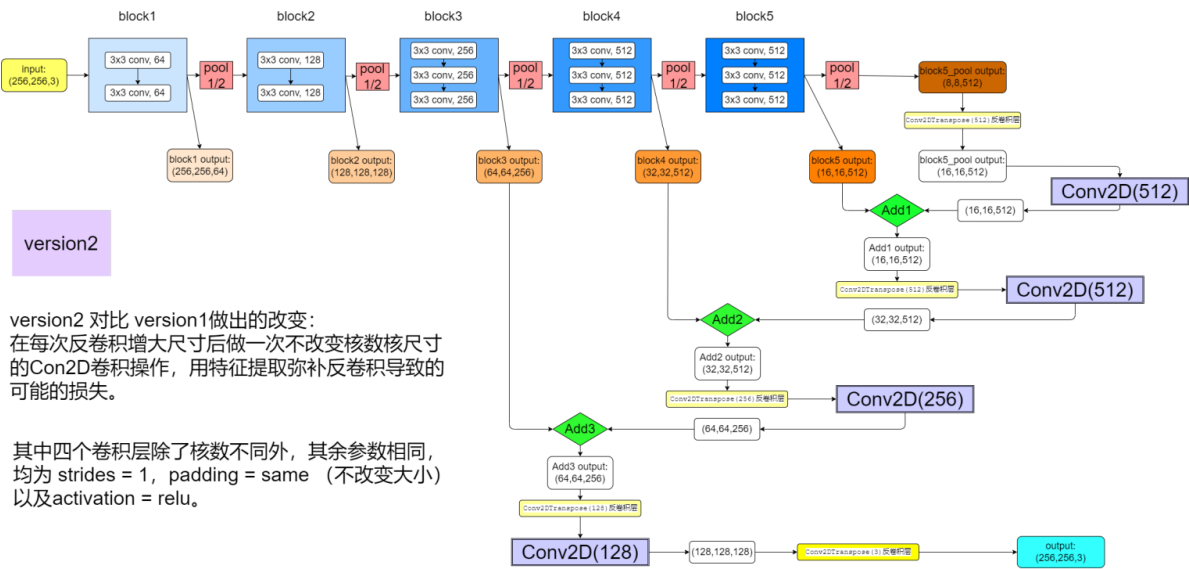 block1
block2
block3
block4
block5
input:
(256,256,3)
3x3 conv, 64
3x3 conv, 64
pool
1/2
3x3 conv, 128
3x3 conv, 128
pool
1/2
3x3 conv, 256
3x3 conv, 256
3x3 conv, 256
pool
1/2
3x3 conv, 512
3x3 conv, 512
3x3 conv, 512
pool
1/2
3x3 conv, 512
3x3 conv, 512
3x3 conv, 512
pool
1/2
block5_pool output:
(8,8,512)
Conv2DTranspose(512)反卷积层
block1 output:
(256,256,64)
block2 output:
(128,128,128)
block3 output:
(64,64,256)
block4 output:
(32,32,512)
block5 output:
(16,16,512)
block5_pool output:
(16,16,512)
Conv2D(512)
Add1
(16,16,512)
version2
Add1 output:
(16,16,512)
Conv2DTranspose(512)反卷积层
Conv2D(512)
version2 对比 version1做出的改变：
在每次反卷积增大尺寸后做一次不改变核数核尺寸
的Con2D卷积操作，用特征提取弥补反卷积导致的
可能的损失。
Add2
(32,32,512)
Add2 output:
(32,32,512)
Conv2DTranspose(256)反卷积层
Conv2D(256)
Add3
(64,64,256)
其中四个卷积层除了核数不同外，其余参数相同，
均为 strides = 1，padding = same （不改变大小）
以及activation = relu。
Add3 output:
(64,64,256)
Conv2DTranspose(128)反卷积层
Conv2D(128)
(128,128,128)
Conv2DTranspose(3)反卷积层
output:
(256,256,3)